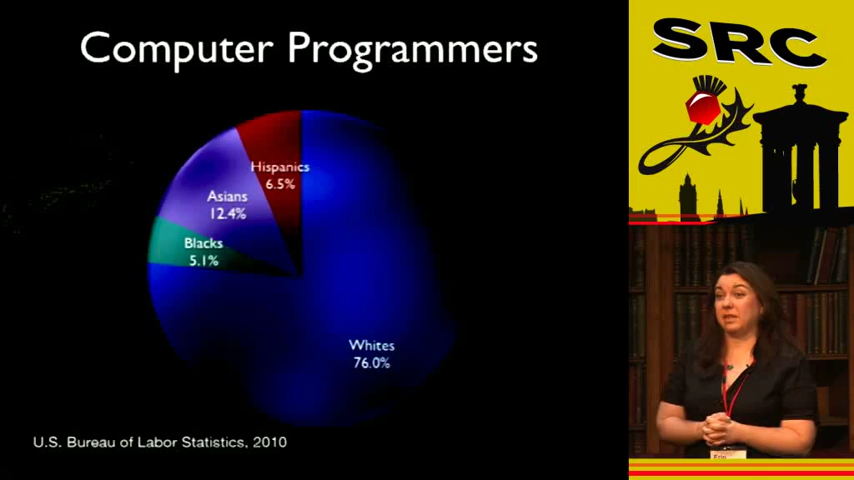 Computer Programmers
SRC
Hispanics
6.5%
Asians
12.4%
Blacks
5.1%
Whites
76.0%
U.S. Bureau of Labor Statistics, 2010
Erin